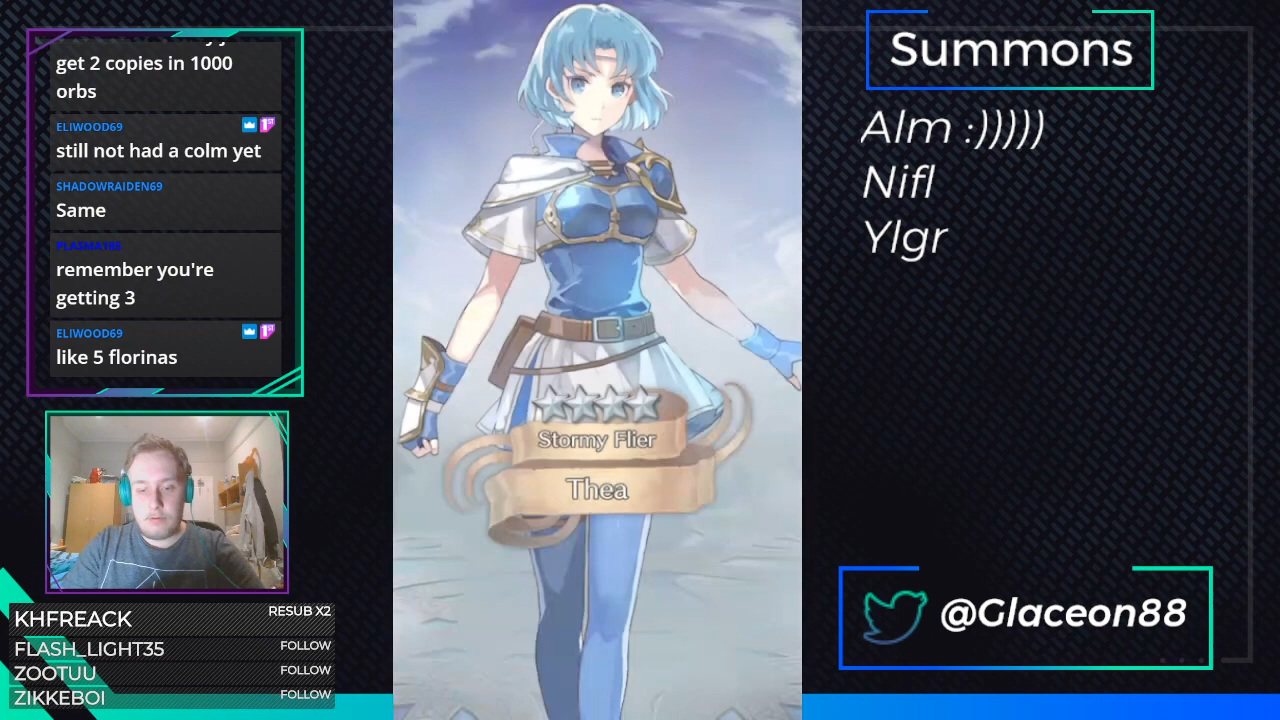 get 2 copies in 1000
orbs
ELIWOOD69
still not had a colm yet
SHADOWRAIDEN69
Same
PLASMA185
remember you're
getting 3
ELIWOOD69
like 5 florinas
KHFREACK RESUB X2
FLASH_LIGHT35 FOLLOW
ZOOTUU FOLLOW
ZIKKEBOI FOLLOW
Stormy Flier
Thea
Summons
Alm :)))))
Nifl
Ylgr
@Glaceon88